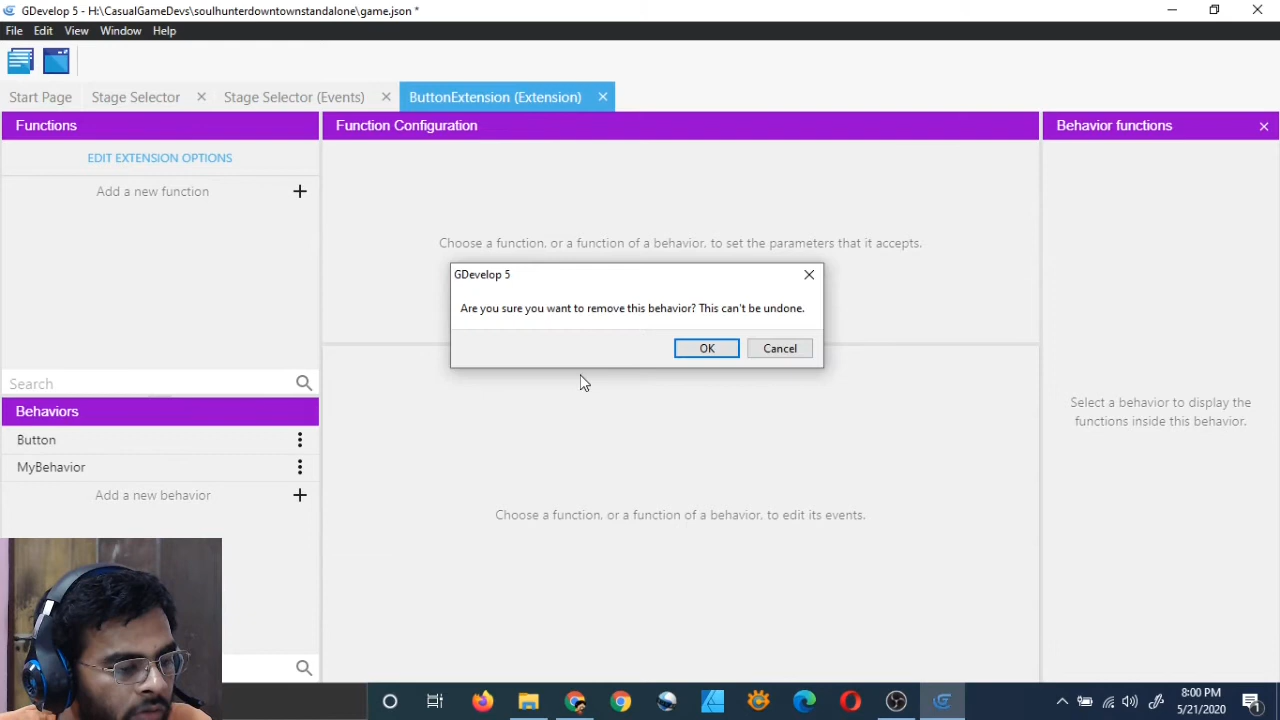 GDevelop 5 - H:\CasualGameDevs\soulhunterdowntownstandalone\game.json *
File Edit View Window Help
Start Page Stage Selector Stage Selector (Events) ButtonExtension (Extension)
Functions Function Configuration Behavior functions
EDIT EXTENSION OPTIONS
Add a new function
Choose a function, or a function of a behavior, to set the parameters that it accepts.
GDevelop 5
Are you sure you want to remove this behavior? This can't be undone.
OK Cancel
Search
Behaviors
Button
MyBehavior
Add a new behavior
Choose a function, or a function of a behavior, to edit its events.
Select a behavior to display the
functions inside this behavior.
8:00 PM
5/21/2020
1